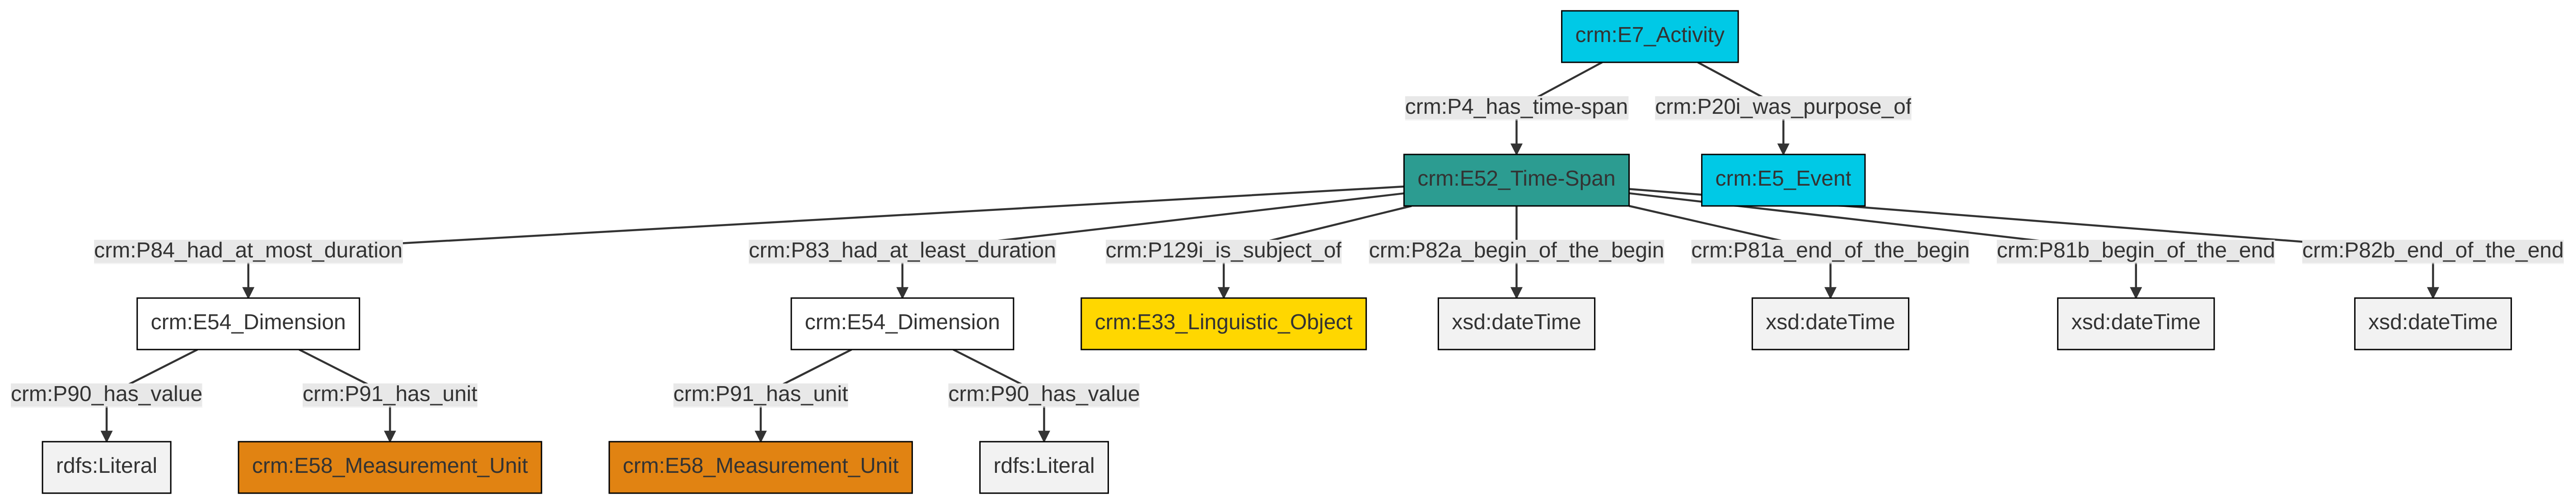 crm:E7_Activity
crm:P4_has_time-span
crm:P20i_was_purpose_of
crm:E52_Time-Span
crm:E5_Event
crm:P84_had_at_most_duration
crm:P83_had_at_least_duration
crm:P129i_is_subject_of
crm:P82a_begin_of_the_begin
crm:P81a_end_of_the_begin
crm:P81b_begin_of_the_end
crm:P82b_end_of_the_end
crm:E54_Dimension
crm:E54_Dimension
crm:E33_Linguistic_Object
xsd:dateTime
xsd:dateTime
xsd:dateTime
xsd:dateTime
crm:P90_has_value
crm:P91_has_unit
crm:P91_has_unit
crm:P90_has_value
rdfs:Literal
crm:E58_Measurement_Unit
crm:E58_Measurement_Unit
rdfs:Literal